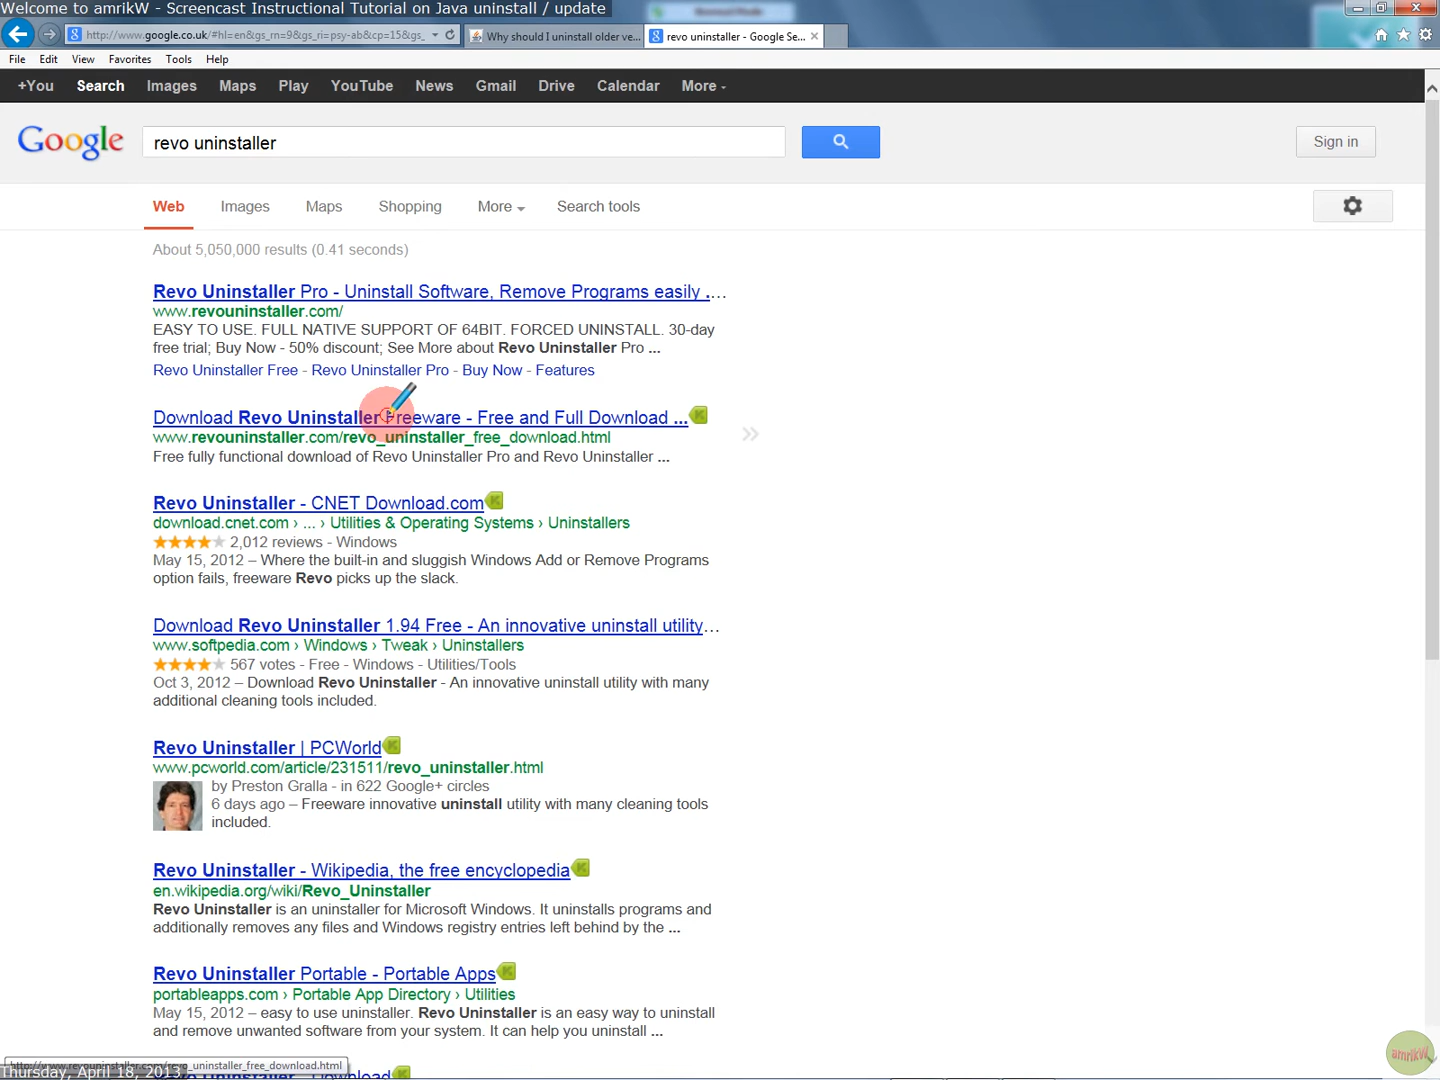 Welcome to amrikW - Screencast Instructional Tutorial on Java uninstall / update
http://www.google.co.uk/#hl=en&gs_rn=9&gs_ri=psy-ab&cp=15&gs_
Why should I uninstall older ve...
revo uninstaller - Google Se...
File Edit View Favorites Tools Help
+You Search Images Maps Play YouTube News Gmail Drive Calendar More
Google
revo uninstaller
Sign in
Web Images Maps Shopping More Search tools
About 5,050,000 results (0.41 seconds)
Revo Uninstaller Pro - Uninstall Software, Remove Programs easily ...
www.revouninstaller.com/
EASY TO USE. FULL NATIVE SUPPORT OF 64BIT. FORCED UNINSTALL. 30-day
free trial; Buy Now - 50% discount; See More about Revo Uninstaller Pro ...
Revo Uninstaller Free - Revo Uninstaller Pro - Buy Now - Features
Download Revo Uninstaller Freeware - Free and Full Download ...
www.revouninstaller.com/revo_uninstaller_free_download.html
Free fully functional download of Revo Uninstaller Pro and Revo Uninstaller ...
Revo Uninstaller - CNET Download.com
download.cnet.com › ... › Utilities & Operating Systems › Uninstallers
2,012 reviews - Windows
May 15, 2012 – Where the built-in and sluggish Windows Add or Remove Programs
option fails, freeware Revo picks up the slack.
Download Revo Uninstaller 1.94 Free - An innovative uninstall utility...
www.softpedia.com › Windows › Tweak › Uninstallers
567 votes - Free - Windows - Utilities/Tools
Oct 3, 2012 – Download Revo Uninstaller - An innovative uninstall utility with many
additional cleaning tools included.
Revo Uninstaller | PCWorld
www.pcworld.com/article/231511/revo_uninstaller.html
by Preston Gralla - in 622 Google+ circles
6 days ago – Freeware innovative uninstall utility with many cleaning tools
included.
Revo Uninstaller - Wikipedia, the free encyclopedia
en.wikipedia.org/wiki/Revo_Uninstaller
Revo Uninstaller is an uninstaller for Microsoft Windows. It uninstalls programs and
additionally removes any files and Windows registry entries left behind by the ...
Revo Uninstaller Portable - Portable Apps
portableapps.com › Portable App Directory › Utilities
May 15, 2012 – easy to use uninstaller. Revo Uninstaller is an easy way to uninstall
and remove unwanted software from your system. It can help you uninstall ...
http://www.revouninstaller.com/revo_uninstaller_free_download.html
Thursday, April 18, 2013
Revo Uninstaller - Download
amrikW